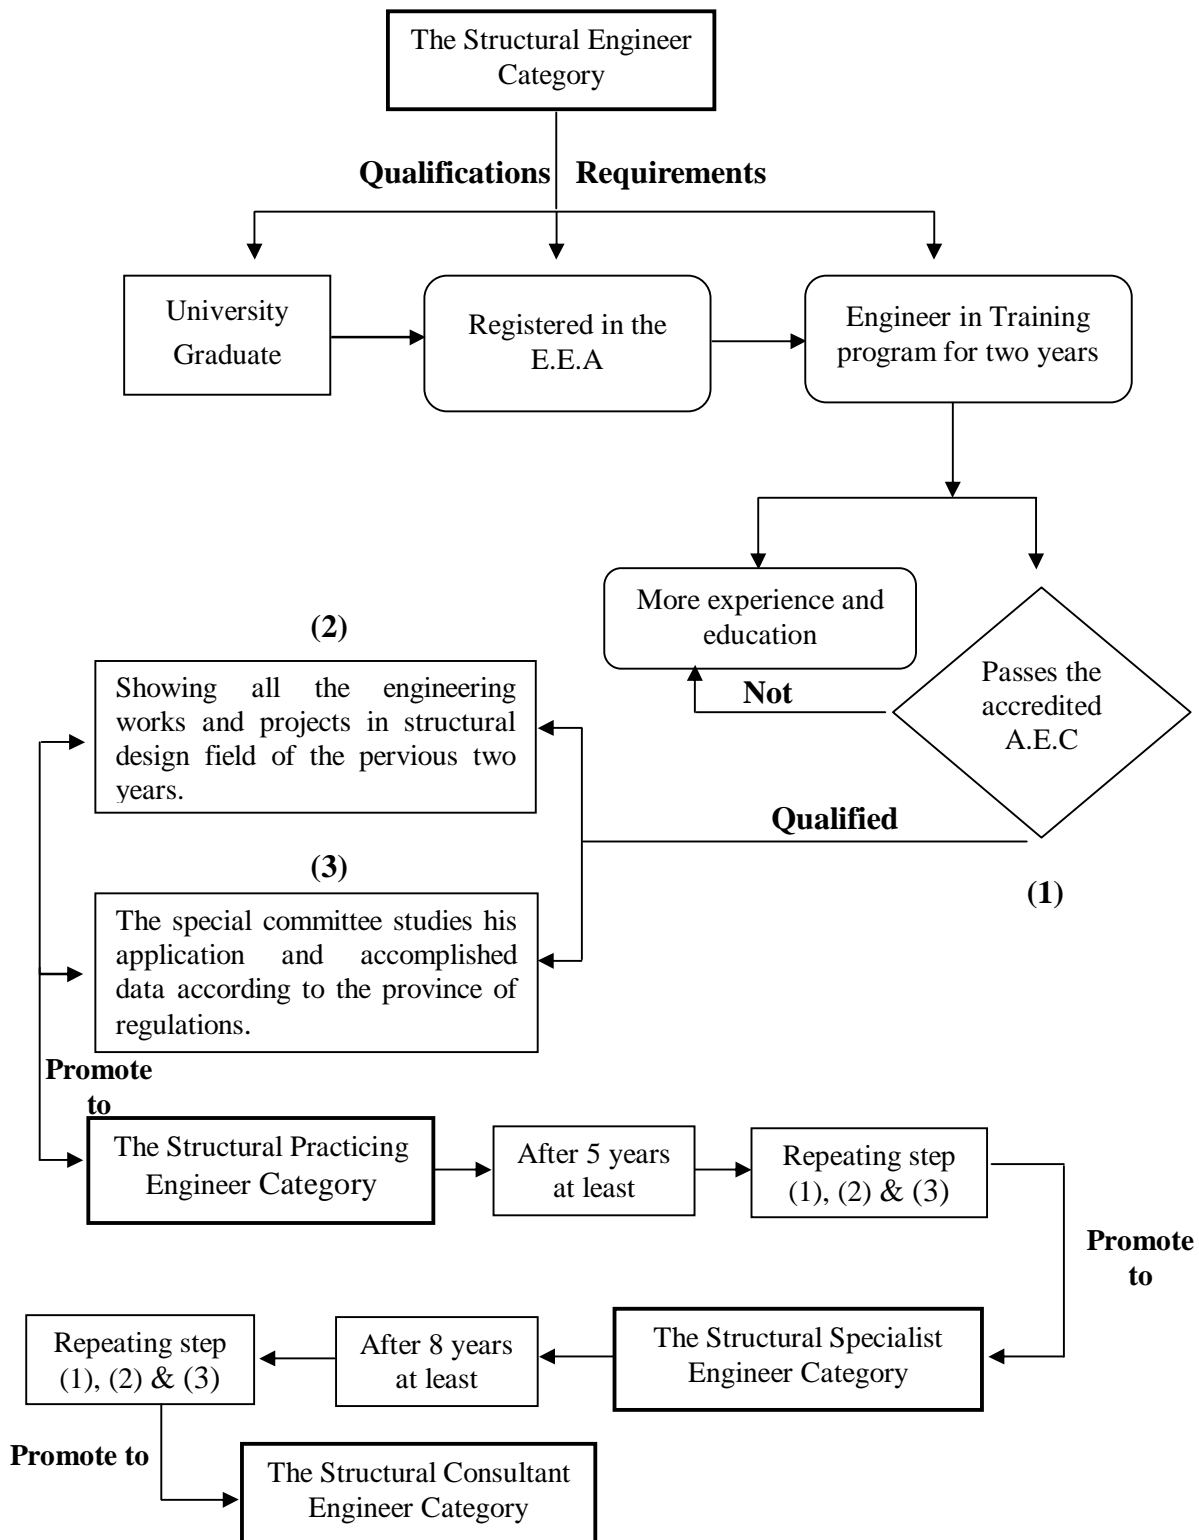 The Structural Engineer
Category
Qualifications Requirements
University
Graduate
Registered in the
E.E.A
Engineer in Training
program for two years
More experience and
education
Passes the
accredited
A.E.C
Not
(1)
Qualified
(2)
Showing all the engineering
works and projects in structural
design field of the pervious two
years.
(3)
The special committee studies his
application and accomplished
data according to the province of
regulations.
Promote
to
The Structural Practicing
Engineer Category
After 5 years
at least
Repeating step
(1), (2) & (3)
Promote
to
The Structural Specialist
Engineer Category
After 8 years
at least
Repeating step
(1), (2) & (3)
Promote to
The Structural Consultant
Engineer Category